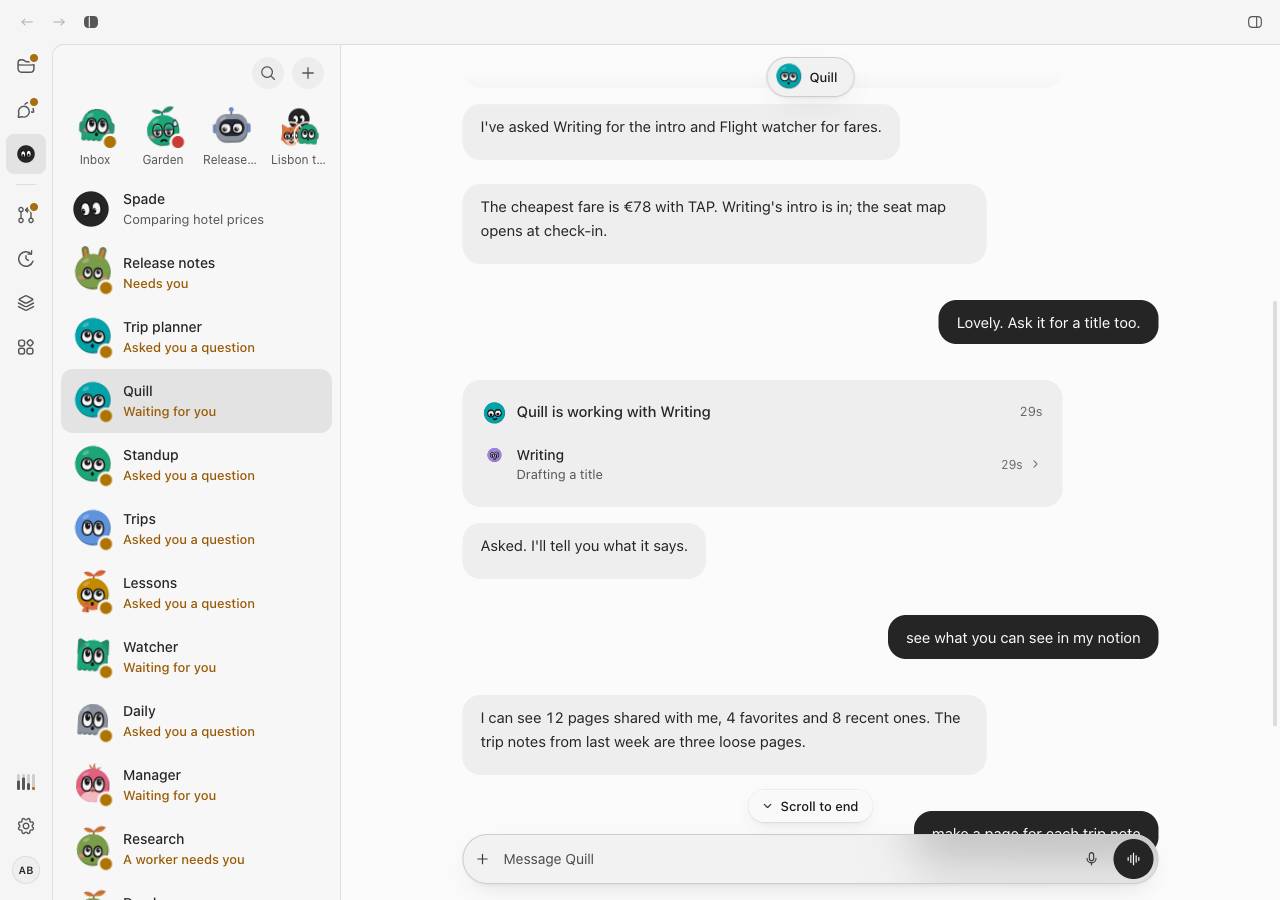 Quill
Inbox
Garden
Release...
Lisbon t...
Spade
Comparing hotel prices
Release notes
Needs you
Trip planner
Asked you a question
Quill
Waiting for you
Standup
Asked you a question
Trips
Asked you a question
Lessons
Asked you a question
Watcher
Waiting for you
Daily
Asked you a question
Manager
Waiting for you
Research
A worker needs you
AB
I've asked Writing for the intro and Flight watcher for fares.
The cheapest fare is €78 with TAP. Writing's intro is in; the seat map
opens at check-in.
Lovely. Ask it for a title too.
Quill is working with Writing
29s
Writing
Drafting a title
29s
Asked. I'll tell you what it says.
see what you can see in my notion
I can see 12 pages shared with me, 4 favorites and 8 recent ones. The
trip notes from last week are three loose pages.
Scroll to end
make a page for each trip note
Message Quill